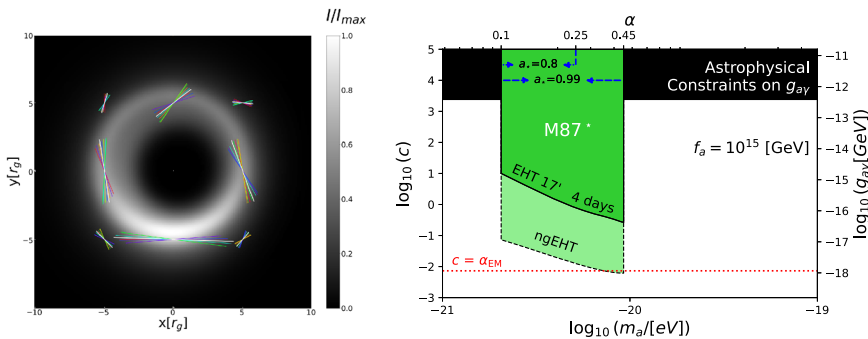 I/I_max
10
5
0
−5
−10
y[r_g]
−10
−5
0
5
10
x[r_g]
1.0
0.8
0.6
0.4
0.2
0.0
α
0.1
0.25
0.45
a⋆=0.8
a⋆=0.99
Astrophysical
Constraints on g_aγ
M87⋆
f_a = 10^15 [GeV]
EHT 17' 4 days
ngEHT
c = α_EM
5
4
3
2
1
0
−1
−2
−3
log10 (c)
−11
−12
−13
−14
−15
−16
−17
−18
log10 (g_aγ[GeV])
−21
−20
−19
log10 (m_a/[eV])